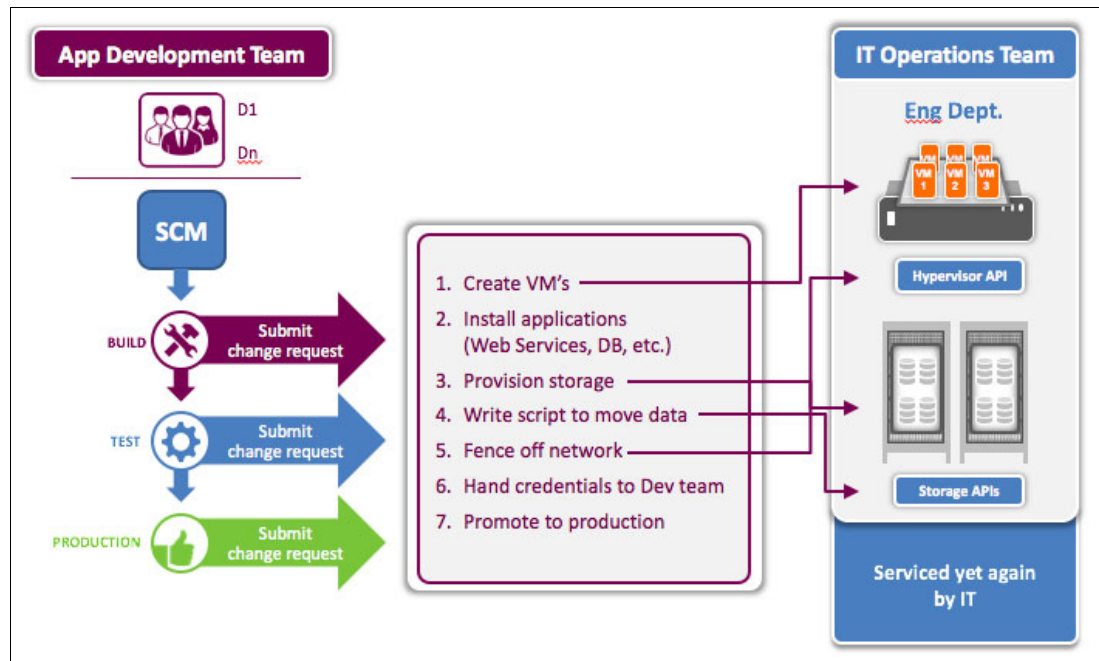 App Development Team
D1
Dn
SCM
BUILD
Submit
change request
TEST
Submit
change request
PRODUCTION
Submit
change request
1. Create VM's
2. Install applications
(Web Services, DB, etc.)
3. Provision storage
4. Write script to move data
5. Fence off network
6. Hand credentials to Dev team
7. Promote to production
IT Operations Team
Eng Dept.
VM
VM
VM
VM
1
VM
2
VM
3
Hypervisor API
Storage APIs
Serviced yet again
by IT